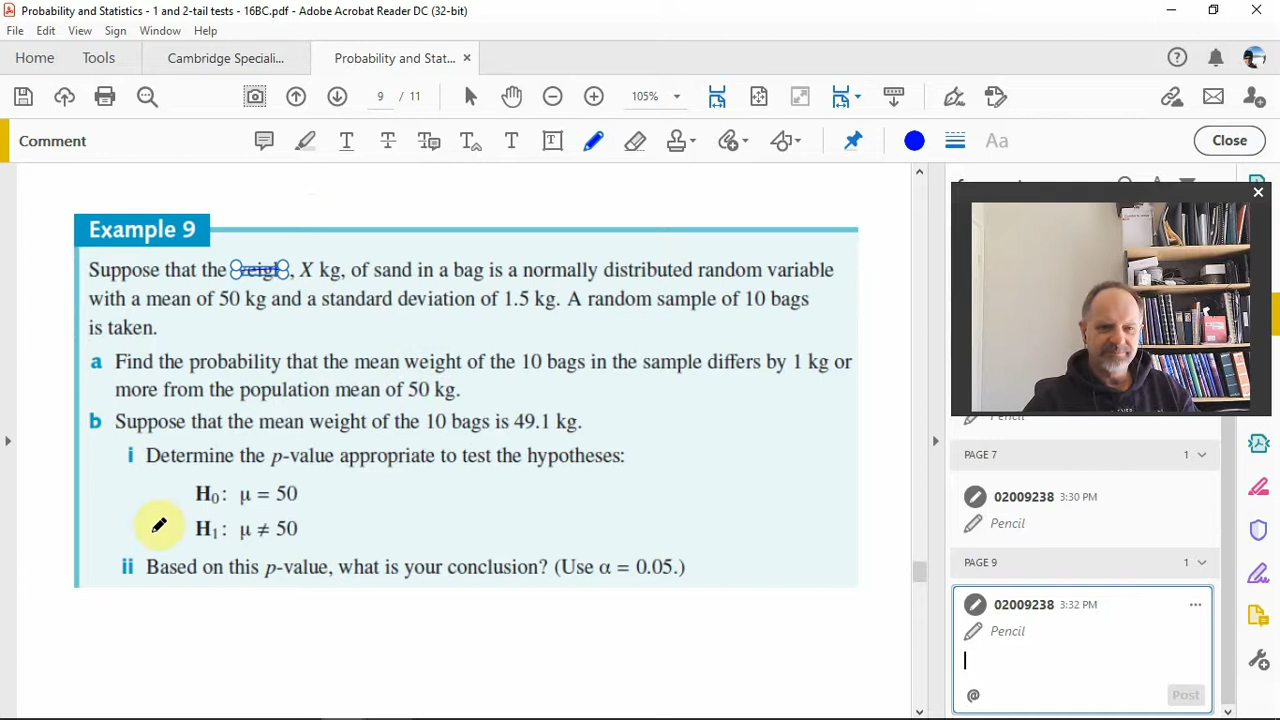 Probability and Statistics - 1 and 2-tail tests - 16BC.pdf - Adobe Acrobat Reader DC (32-bit)
File Edit View Sign Window Help
Home Tools Cambridge Speciali... Probability and Stat... ×
9 / 11 105%
Comment
Aa
Close
Example 9
Suppose that the , X kg, of sand in a bag is a normally distributed random variable
with a mean of 50 kg and a standard deviation of 1.5 kg. A random sample of 10 bags
is taken.
a Find the probability that the mean weight of the 10 bags in the sample differs by 1 kg or
more from the population mean of 50 kg.
b Suppose that the mean weight of the 10 bags is 49.1 kg.
i Determine the p-value appropriate to test the hypotheses:
H₀: μ = 50
H₁: μ ≠ 50
ii Based on this p-value, what is your conclusion? (Use α = 0.05.)
Pencil
PAGE 7 1
02009238 3:30 PM
Pencil
PAGE 9 1
02009238 3:32 PM
Pencil
@ Post